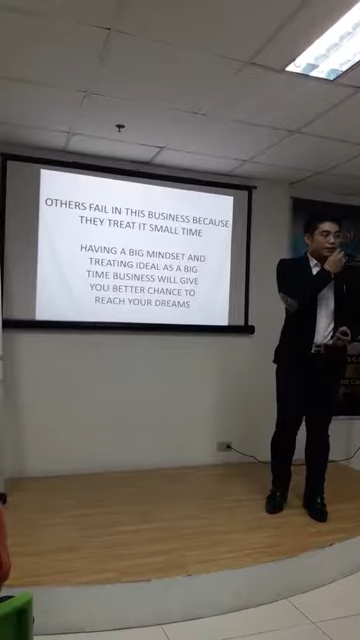 OTHERS FAIL IN THIS BUSINESS BECAUSE
THEY TREAT IT SMALL TIME
HAVING A BIG MINDSET AND
TREATING IDEAL AS A BIG
TIME BUSINESS WILL GIVE
YOU BETTER CHANCE TO
REACH YOUR DREAMS